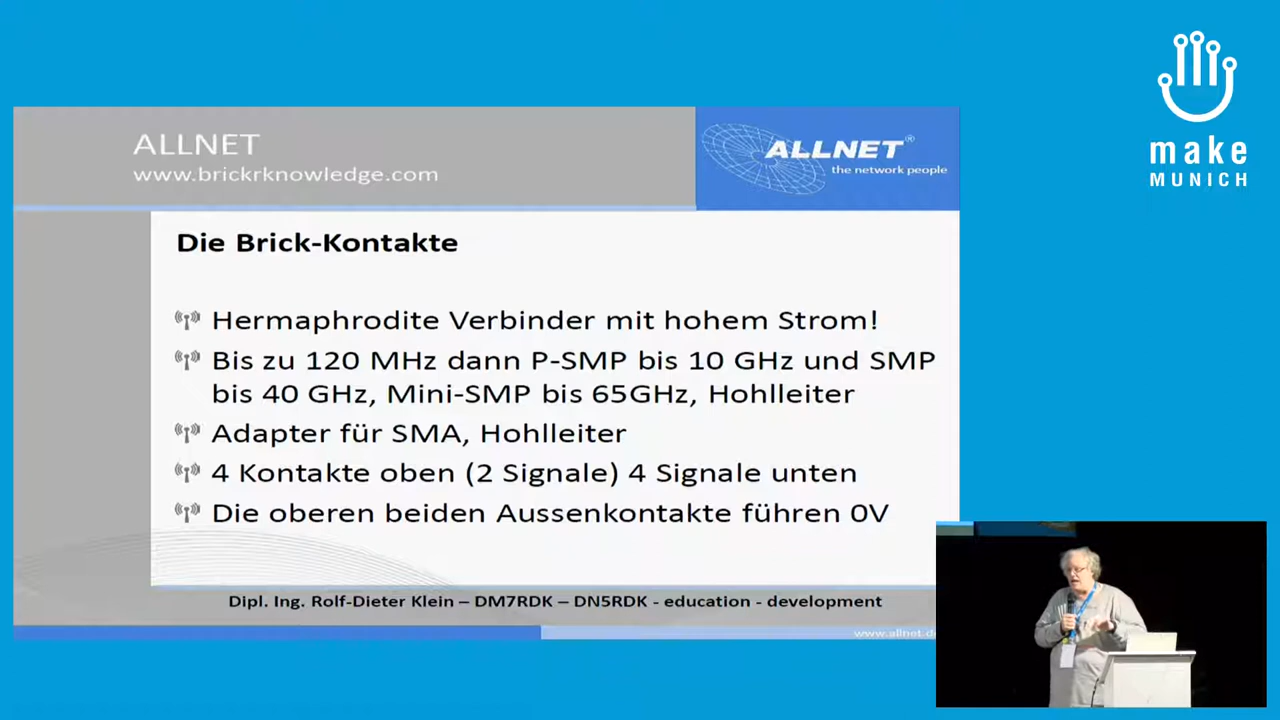 make
MUNICH
ALLNET
www.brickrknowledge.com
ALLNET®
the network people
Die Brick-Kontakte
Hermaphrodite Verbinder mit hohem Strom!
Bis zu 120 MHz dann P-SMP bis 10 GHz und SMP
bis 40 GHz, Mini-SMP bis 65GHz, Hohlleiter
Adapter für SMA, Hohlleiter
4 Kontakte oben (2 Signale) 4 Signale unten
Die oberen beiden Aussenkontakte führen 0V
Dipl. Ing. Rolf-Dieter Klein – DM7RDK – DN5RDK - education - development
www.allnet.de